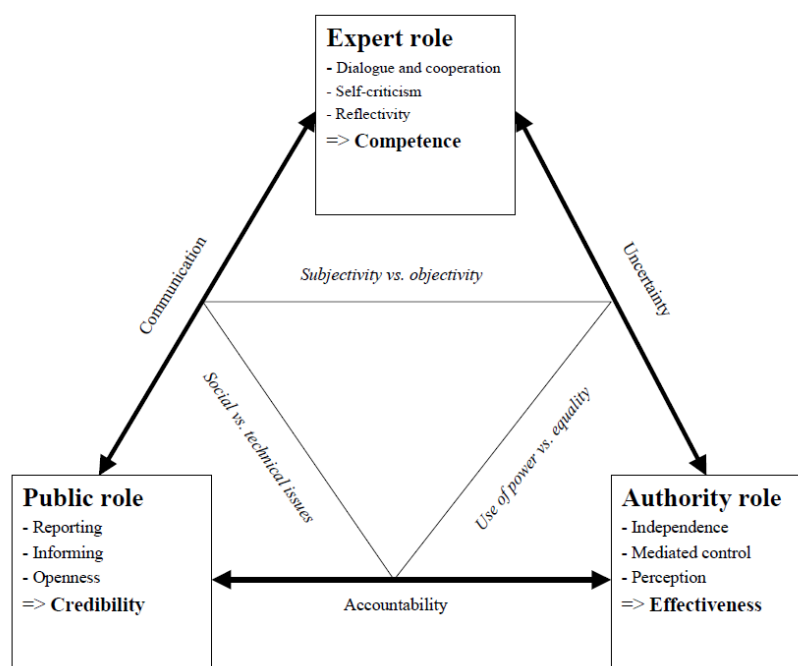 Expert role
- Dialogue and cooperation
- Self-criticism
- Reflectivity
=> Competence
Communication
Uncertainty
Subjectivity vs. objectivity
Social vs. technical issues
Use of power vs. equality
Public role
- Reporting
- Informing
- Openness
=> Credibility
Accountability
Authority role
- Independence
- Mediated control
- Perception
=> Effectiveness